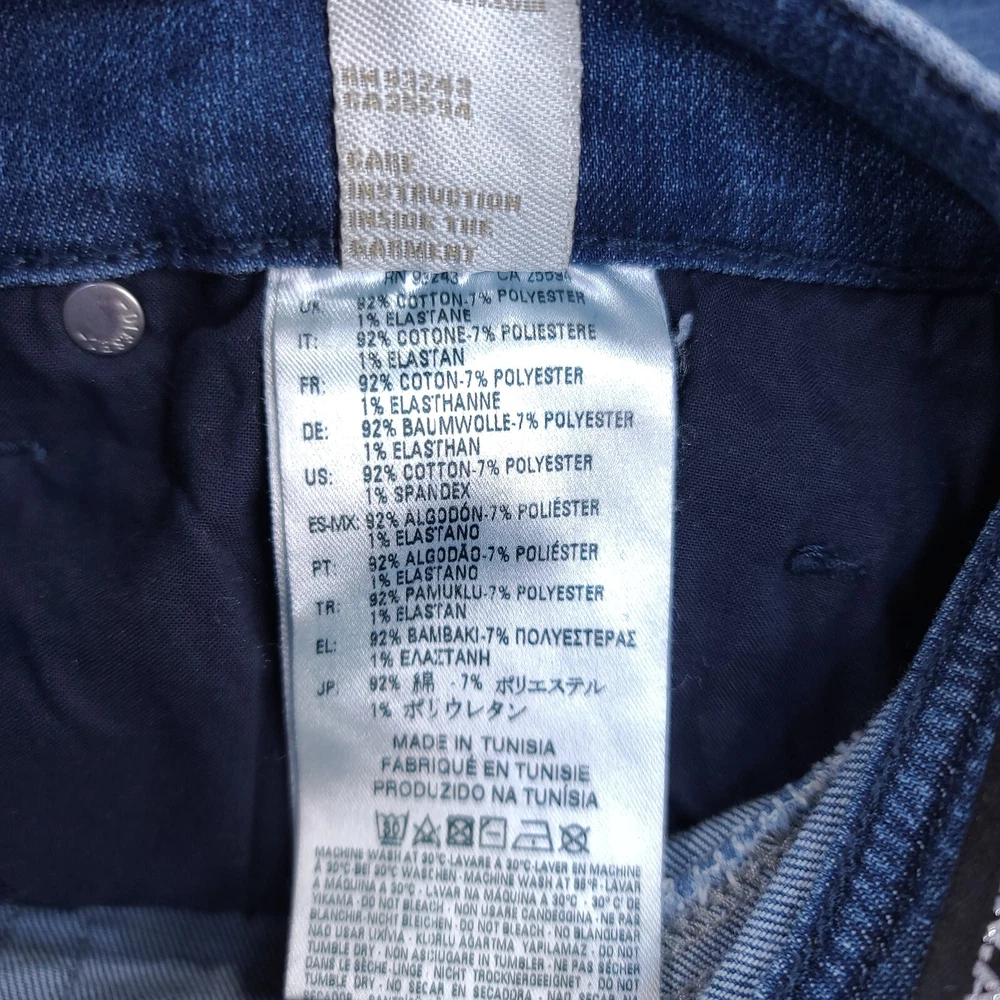 RN 93243
CA 25594
CARE
INSTRUCTION
INSIDE THE
GARMENT
RN 93243 CA 25594
UK: 92% COTTON-7% POLYESTER
1% ELASTANE
IT: 92% COTONE-7% POLIESTERE
1% ELASTAN
FR: 92% COTON-7% POLYESTER
1% ELASTHANNE
DE: 92% BAUMWOLLE-7% POLYESTER
1% ELASTHAN
US: 92% COTTON-7% POLYESTER
1% SPANDEX
ES-MX: 92% ALGODÓN-7% POLIÉSTER
1% ELASTANO
PT: 92% ALGODÃO-7% POLIÉSTER
1% ELASTANO
TR: 92% PAMUKLU-7% POLYESTER
1% ELASTAN
EL: 92% ΒΑΜΒΑΚΙ-7% ΠΟΛΥΕΣΤΕΡΑΣ
1% ΕΛΑΣΤΑΝΗ
JP: 92% 綿 -7% ポリエステル
1% ポリウレタン
MADE IN TUNISIA
FABRIQUÉ EN TUNISIE
PRODUZIDO NA TUNÍSIA
30
MACHINE WASH AT 30°C-LAVARE A 30°C-LAVER EN MACHINE
À 30°C-BEI 30°C WASCHEN-MACHINE WASH AT 86°F-LAVAR
A MÁQUINA A 30°C - LAVAR NA MÁQUINA A 30°C - 30° C' DE
YIKAMA-DO NOT BLEACH - NON USARE CANDEGGINA-NE PAS
BLANCHIR-NICHT BLEICHEN-DO NOT BLEACH - NO BLANQUEAR
NÃO USAR LIXÍVIA - KLORLU AĞARTMA YAPILAMAZ - DO NOT
TUMBLE DRY - NON ASCIUGARE IN TUMBLER - NE PAS SÉCHER
DANS LE SÈCHE-LINGE - NICHT TROCKNERGEEIGNET - DO NOT
TUMBLE DRY - NO SECAR EN SECADORA - NÃO